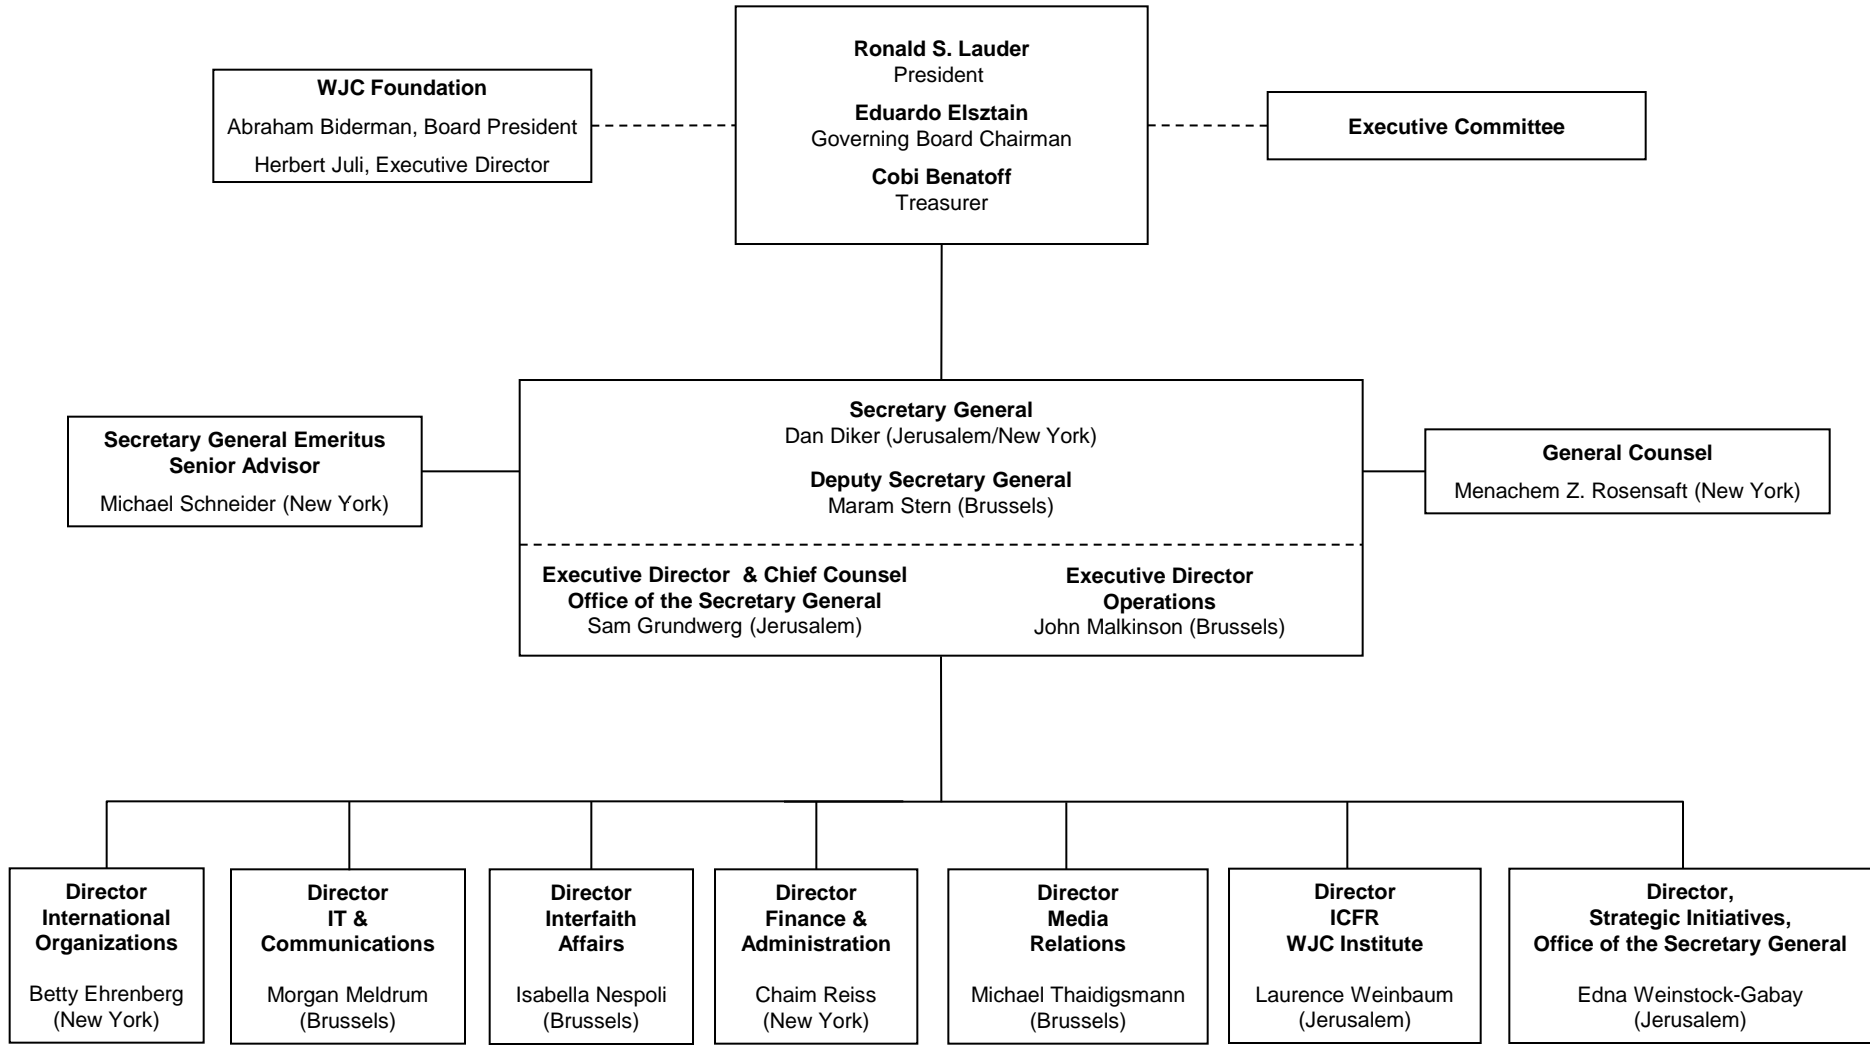 Ronald S. Lauder
President
Eduardo Elsztain
Governing Board Chairman
Cobi Benatoff
Treasurer
WJC Foundation
Abraham Biderman, Board President
Herbert Juli, Executive Director
Executive Committee
Secretary General
Dan Diker (Jerusalem/New York)
Deputy Secretary General
Maram Stern (Brussels)
Executive Director & Chief Counsel
Office of the Secretary General
Sam Grundwerg (Jerusalem)
Executive Director
Operations
John Malkinson (Brussels)
Secretary General Emeritus
Senior Advisor
Michael Schneider (New York)
General Counsel
Menachem Z. Rosensaft (New York)
Director
International
Organizations
Betty Ehrenberg
(New York)
Director
IT &
Communications
Morgan Meldrum
(Brussels)
Director
Interfaith
Affairs
Isabella Nespoli
(Brussels)
Director
Finance &
Administration
Chaim Reiss
(New York)
Director
Media
Relations
Michael Thaidigsmann
(Brussels)
Director
ICFR
WJC Institute
Laurence Weinbaum
(Jerusalem)
Director,
Strategic Initiatives,
Office of the Secretary General
Edna Weinstock-Gabay
(Jerusalem)